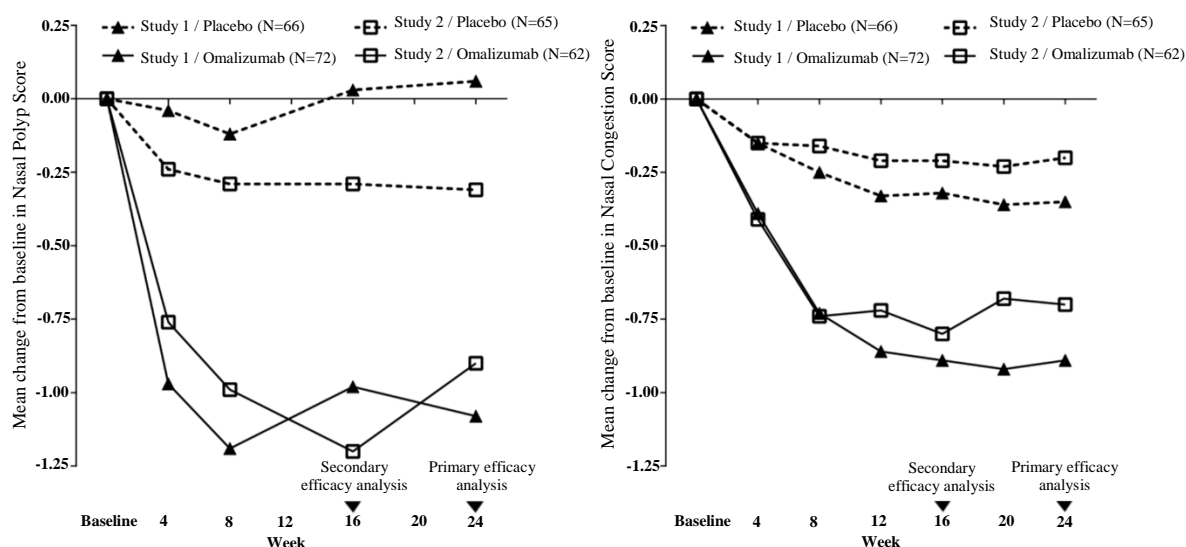 Mean change from baseline in Nasal Polyp Score
0.25
0.00
-0.25
-0.50
-0.75
-1.00
-1.25
Study 1 / Placebo (N=66)
Study 2 / Placebo (N=65)
Study 1 / Omalizumab (N=72)
Study 2 / Omalizumab (N=62)
Secondary
efficacy analysis
Primary efficacy
analysis
Baseline 4 8 12 16 20 24
Week
Mean change from baseline in Nasal Congestion Score
0.25
0.00
-0.25
-0.50
-0.75
-1.00
-1.25
Study 1 / Placebo (N=66)
Study 2 / Placebo (N=65)
Study 1 / Omalizumab (N=72)
Study 2 / Omalizumab (N=62)
Secondary
efficacy analysis
Primary efficacy
analysis
Baseline 4 8 12 16 20 24
Week